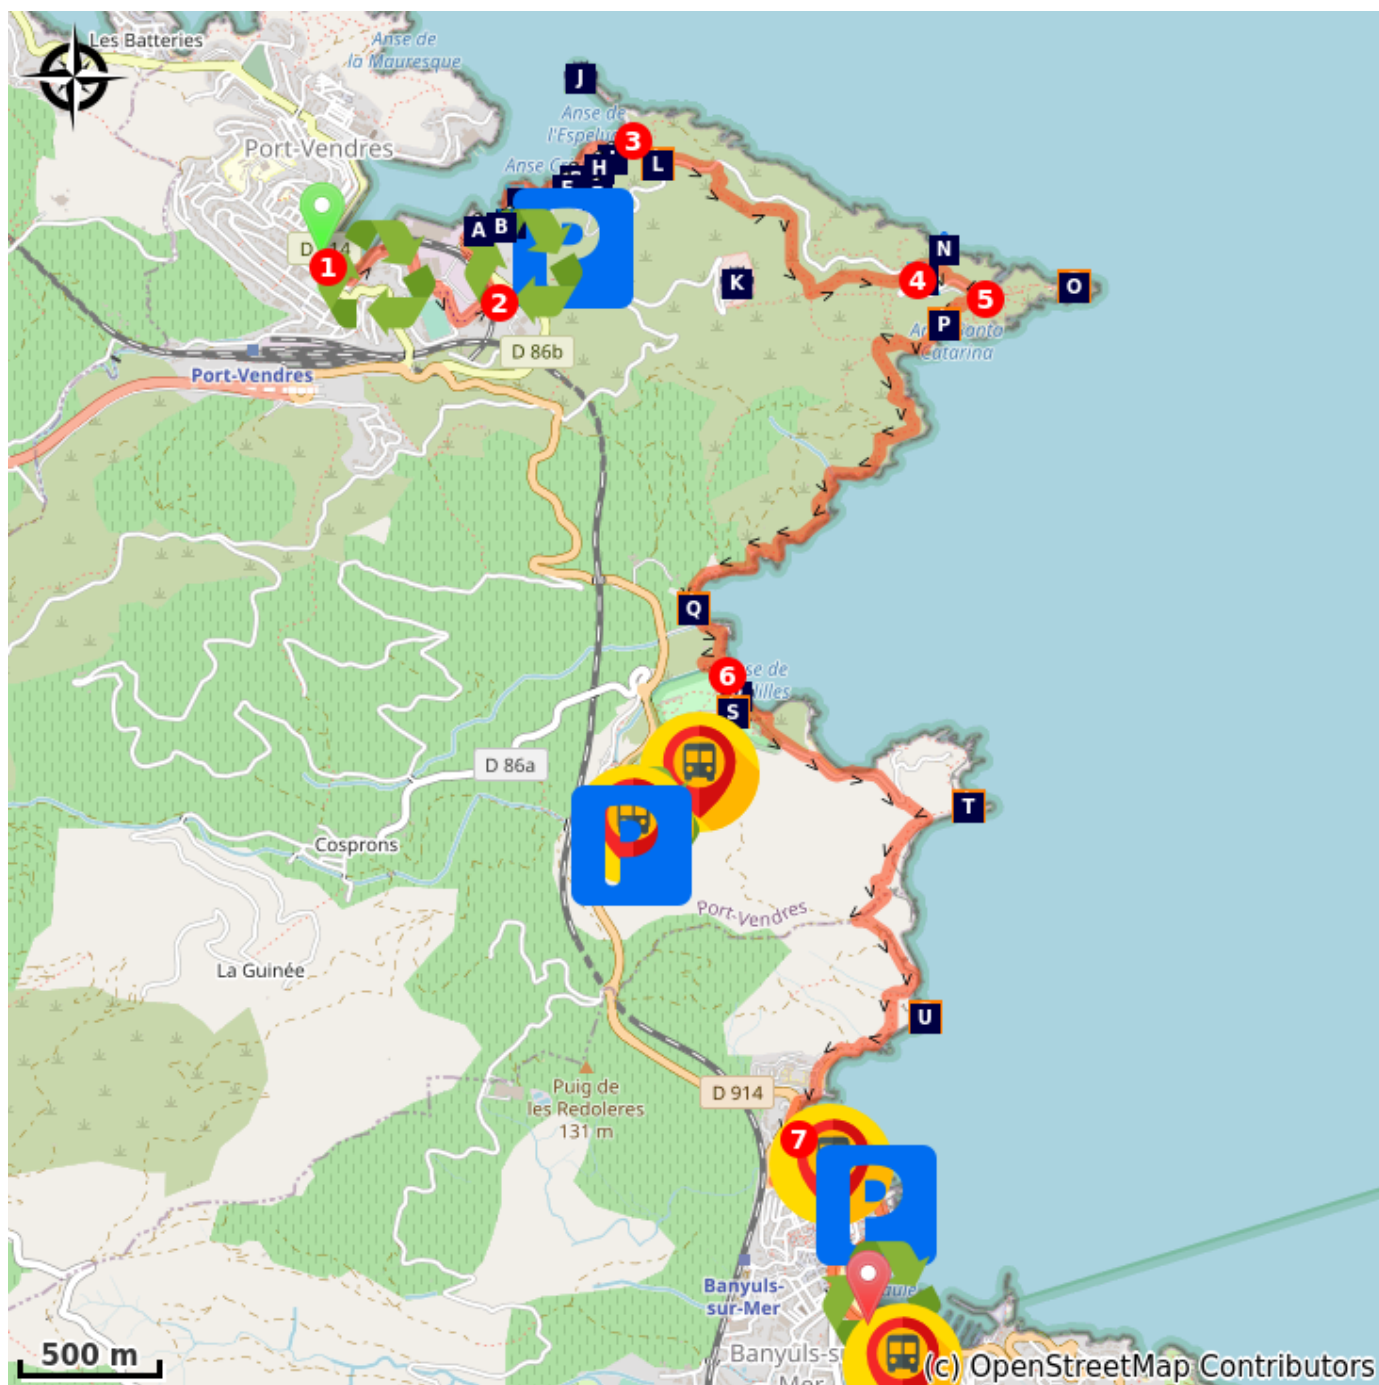 Les Batteries
Anse de
la Mauresque
J
Anse de
Port-Vendres
3
H
L
A
B
P
D
1
K
N
4
O
5
2
P
Catarina
D 86b
Port-Vendres
Q
6
S
D 86a
T
Cosprons
P
Port-Vendres
La Guinée
U
Puig de
les Redoleres
131 m
D 914
7
P
Banyuls-
sur-Mer
500 m
(c) OpenStreetMap Contributors